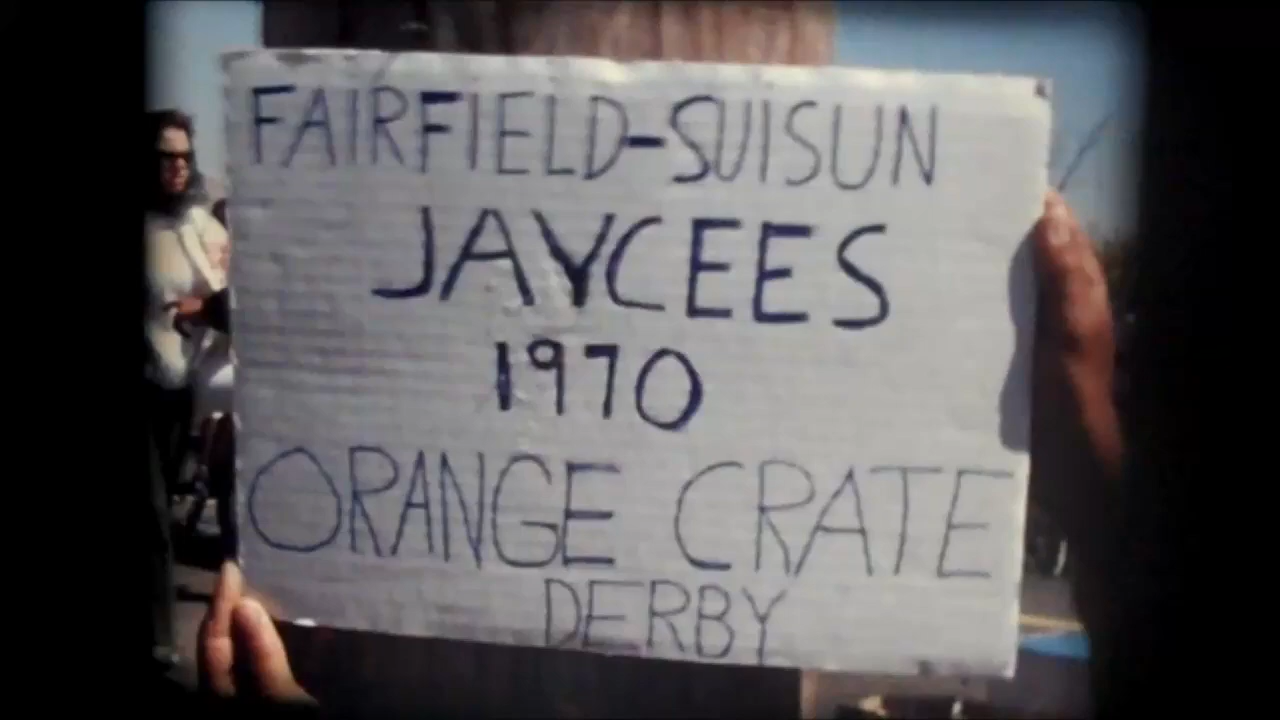 FAIRFIELD-SUISUN
JAYCEES
1970
ORANGE CRATE
DERBY